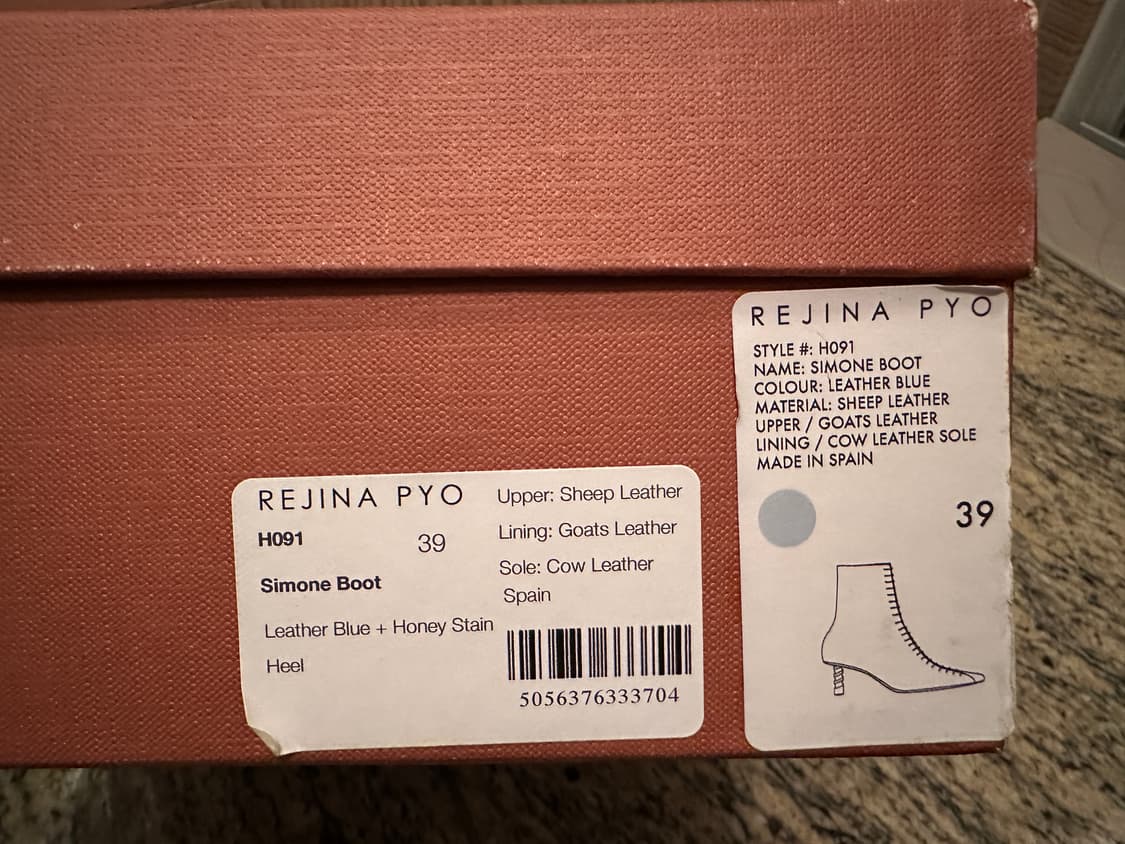 REJINA PYO
H091
39
Simone Boot
Leather Blue + Honey Stain
Heel
Upper: Sheep Leather
Lining: Goats Leather
Sole: Cow Leather
Spain
5056376333704
REJINA PYO
STYLE #: H091
NAME: SIMONE BOOT
COLOUR: LEATHER BLUE
MATERIAL: SHEEP LEATHER
UPPER / GOATS LEATHER
LINING / COW LEATHER SOLE
MADE IN SPAIN
39